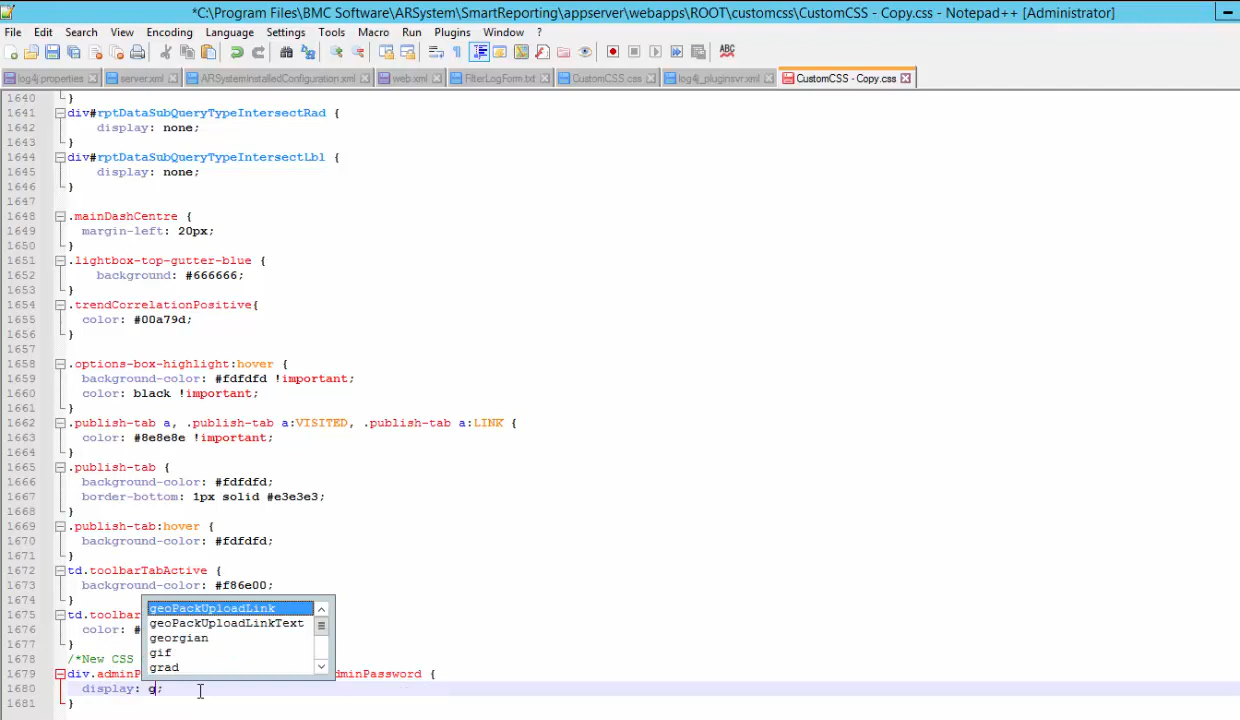 *C:\Program Files\BMC Software\ARSystem\SmartReporting\appserver\webapps\ROOT\customcss\CustomCSS - Copy.css - Notepad++ [Administrator]
File Edit Search View Encoding Language Settings Tools Macro Run Plugins Window ?
ABC
log4j.properties server.xml ARSystemInstalledConfiguration.xml web.xml FilterLogForm.txt CustomCSS.css log4j_pluginsvr.xml CustomCSS - Copy.css
1640 }
1641 div#rptDataSubQueryTypeIntersectRad {
1642 display: none;
1643 }
1644 div#rptDataSubQueryTypeIntersectLbl {
1645 display: none;
1646 }
1647
1648 .mainDashCentre {
1649 margin-left: 20px;
1650 }
1651 .lightbox-top-gutter-blue {
1652 background: #666666;
1653 }
1654 .trendCorrelationPositive{
1655 color: #00a79d;
1656 }
1657
1658 .options-box-highlight:hover {
1659 background-color: #fdfdfd !important;
1660 color: black !important;
1661 }
1662 .publish-tab a, .publish-tab a:VISITED, .publish-tab a:LINK {
1663 color: #8e8e8e !important;
1664 }
1665 .publish-tab {
1666 background-color: #fdfdfd;
1667 border-bottom: 1px solid #e3e3e3;
1668 }
1669 .publish-tab:hover {
1670 background-color: #fdfdfd;
1671 }
1672 td.toolbarTabActive {
1673 background-color: #f86e00;
1674 }
1675 td.toolbar
1676 color: #
1677 }
1678 /*New CSS
1679 div.adminP dminPassword {
1680 display: g;
1681 }
geoPackUploadLink
geoPackUploadLinkText
georgian
gif
grad